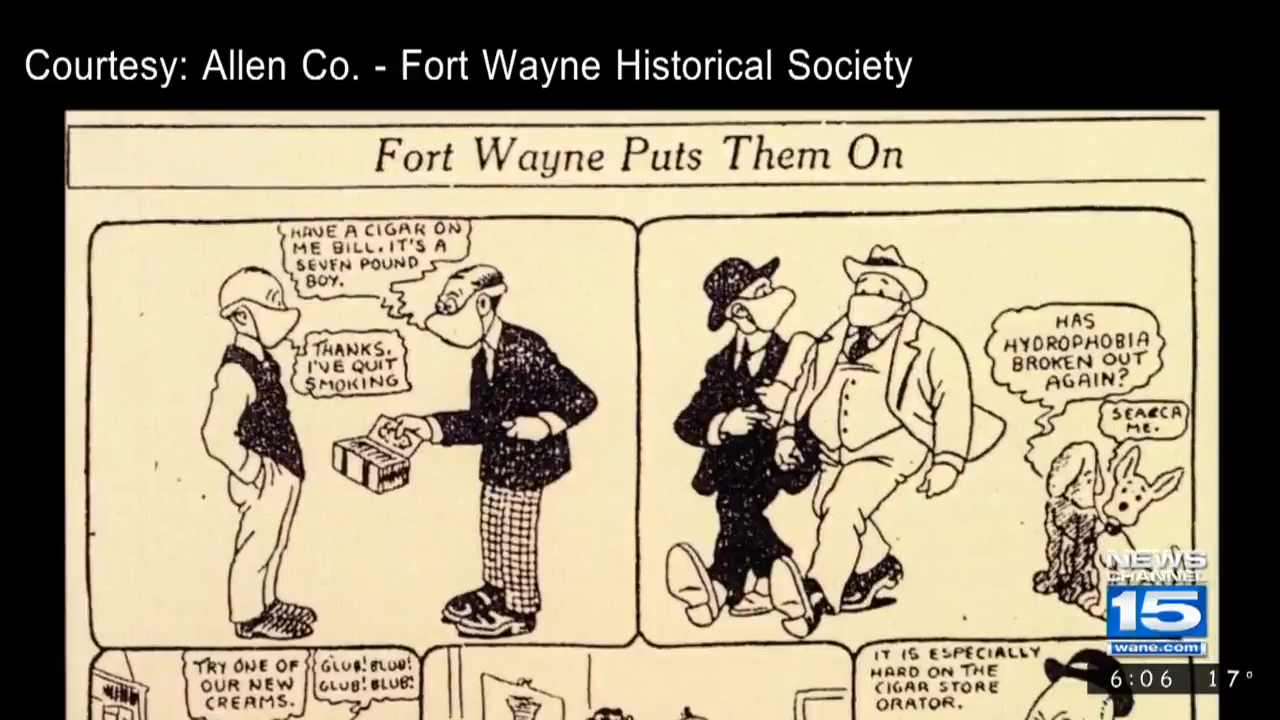 Courtesy: Allen Co. - Fort Wayne Historical Society
Fort Wayne Puts Them On
HAVE A CIGAR ON
ME BILL. IT'S A
SEVEN POUND
BOY.
THANKS.
I'VE QUIT
SMOKING
HAS
HYDROPHOBIA
BROKEN OUT
AGAIN?
SEARCH
ME.
TRY ONE OF
OUR NEW
CREAMS.
GLUB! BLUB!
GLUB! BLUB!
IT IS ESPECIALLY
HARD ON THE
CIGAR STORE
ORATOR.
NEWS
CHANNEL
15
wane.com
6:06 17°